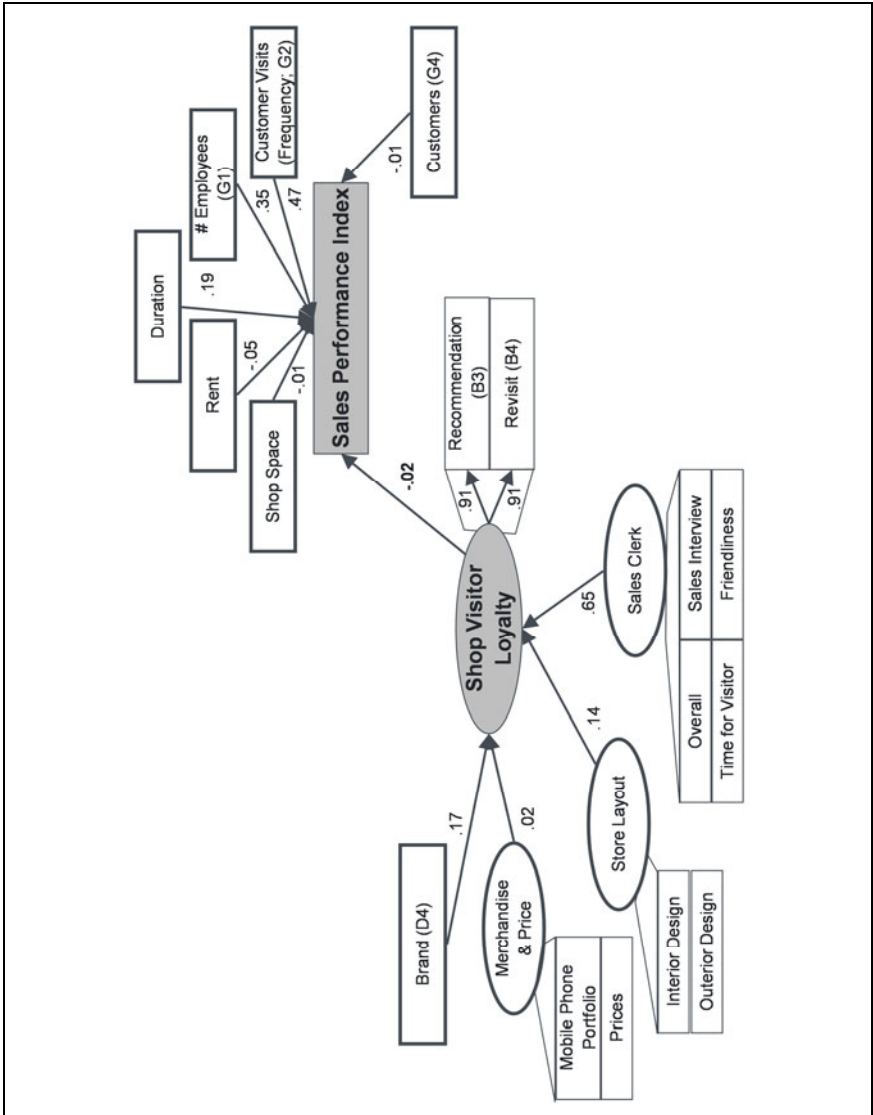 Duration
.19
# Employees
(G1)
.35
Customer Visits
(Frequency; G2)
.47
Rent
-.05
Shop Space
-.01
Sales Performance Index
-.01
Customers (G4)
-.02
Recommendation
(B3)
.91
Revisit (B4)
.91
Shop Visitor
Loyalty
Brand (D4)
.17
Merchandise
& Price
.02
Mobile Phone
Portfolio
Prices
Store Layout
.14
Interior Design
Outerior Design
Sales Clerk
.65
Overall
Sales Interview
Time for Visitor
Friendliness